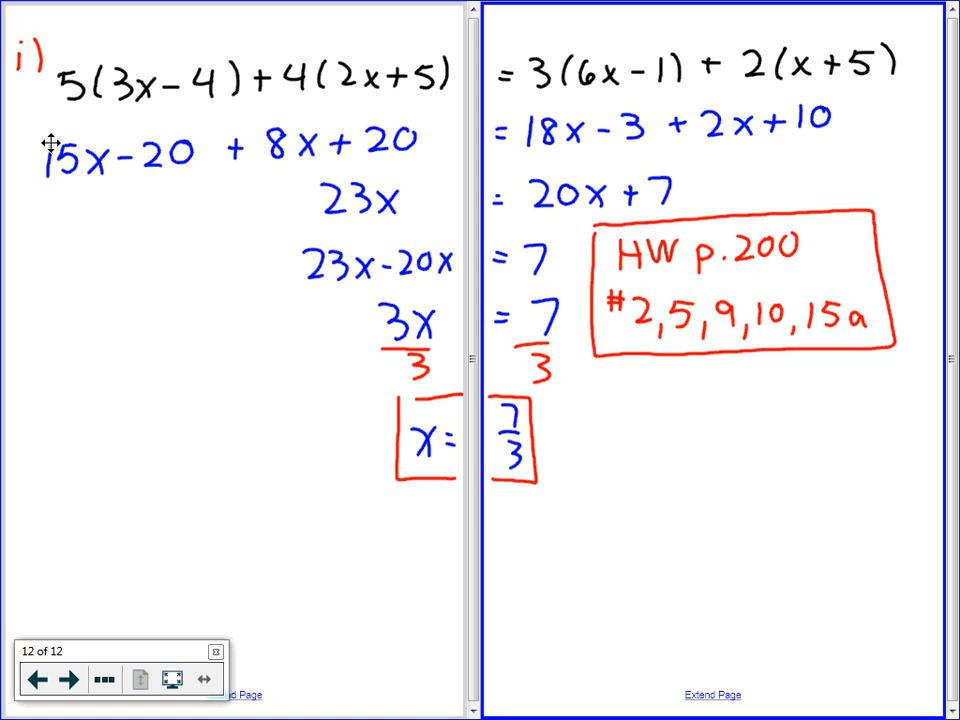 i) 5(3x-4)+4(2x+5) = 3(6x-1) + 2(x+5)
15x-20 + 8x+20 = 18x-3 + 2x+10
23x = 20x+7
23x-20x = 7
3x/3 = 7/3
x = 7/3
HW p.200
#2,5,9,10,15a
12 of 12
Extend Page
Extend Page